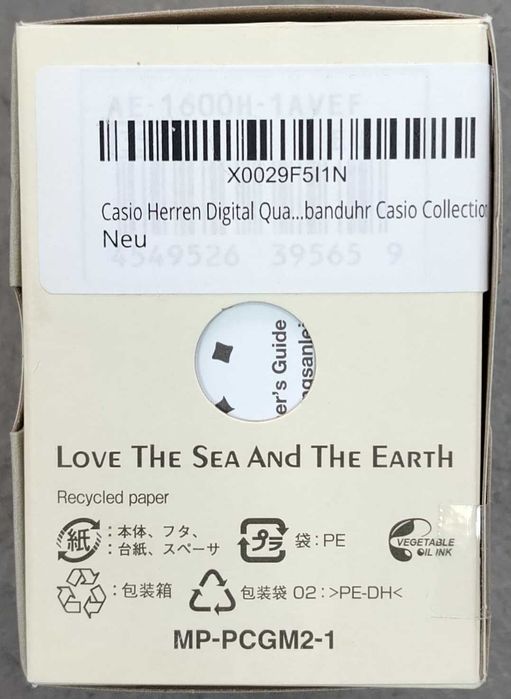 AE-1600H-1AVEF
X0029F5I1N
Casio Herren Digital Qua...banduhr Casio Collectio
Neu
4549526 39565 9
er's Guide
ngsanlei
LOVE THE SEA AND THE EARTH
Recycled paper
紙 : 本体、フタ、
: 台紙、スペーサ
プラ 袋:PE
VEGETABLE
OIL INK
: 包装箱
包装袋 02:>PE-DH<
MP-PCGM2-1